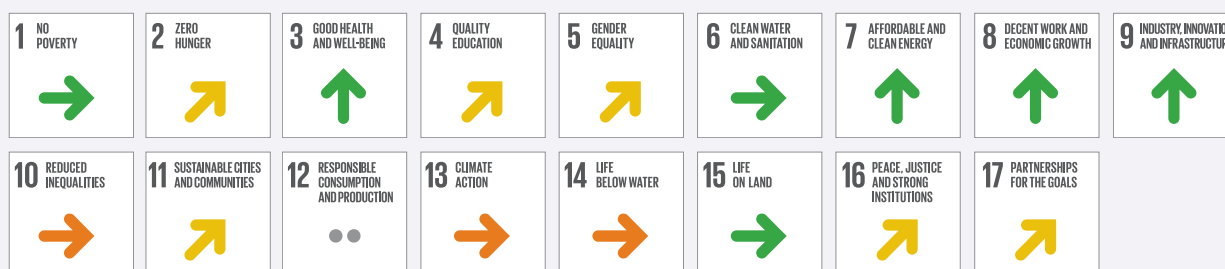 1 NO POVERTY
2 ZERO HUNGER
3 GOOD HEALTH AND WELL-BEING
4 QUALITY EDUCATION
5 GENDER EQUALITY
6 CLEAN WATER AND SANITATION
7 AFFORDABLE AND CLEAN ENERGY
8 DECENT WORK AND ECONOMIC GROWTH
9 INDUSTRY, INNOVATIO AND INFRASTRUCTUR
10 REDUCED INEQUALITIES
11 SUSTAINABLE CITIES AND COMMUNITIES
12 RESPONSIBLE CONSUMPTION AND PRODUCTION
13 CLIMATE ACTION
14 LIFE BELOW WATER
15 LIFE ON LAND
16 PEACE, JUSTICE AND STRONG INSTITUTIONS
17 PARTNERSHIPS FOR THE GOALS